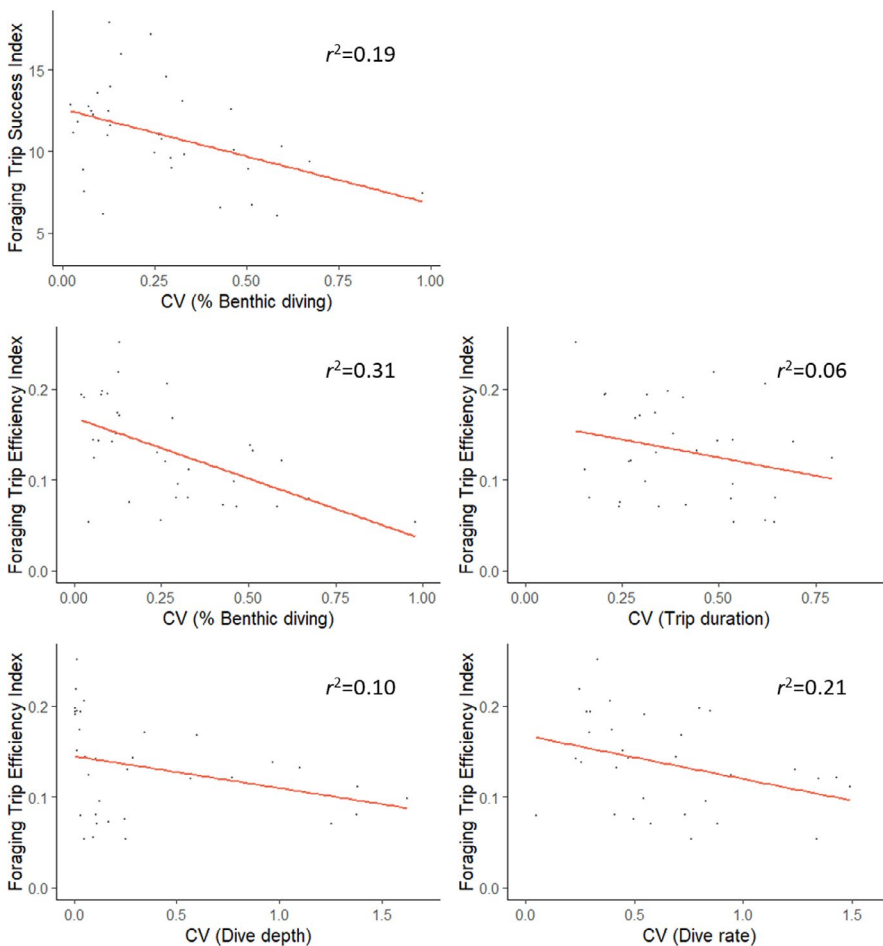 Foraging Trip Success Index
15
10
5
r²=0.19
0.00 0.25 0.50 0.75 1.00
CV (% Benthic diving)
Foraging Trip Efficiency Index
0.2
0.1
0.0
r²=0.31
0.00 0.25 0.50 0.75 1.00
CV (% Benthic diving)
Foraging Trip Efficiency Index
0.2
0.1
0.0
r²=0.06
0.00 0.25 0.50 0.75
CV (Trip duration)
Foraging Trip Efficiency Index
0.2
0.1
0.0
r²=0.10
0.0 0.5 1.0 1.5
CV (Dive depth)
Foraging Trip Efficiency Index
0.2
0.1
0.0
r²=0.21
0.0 0.5 1.0 1.5
CV (Dive rate)